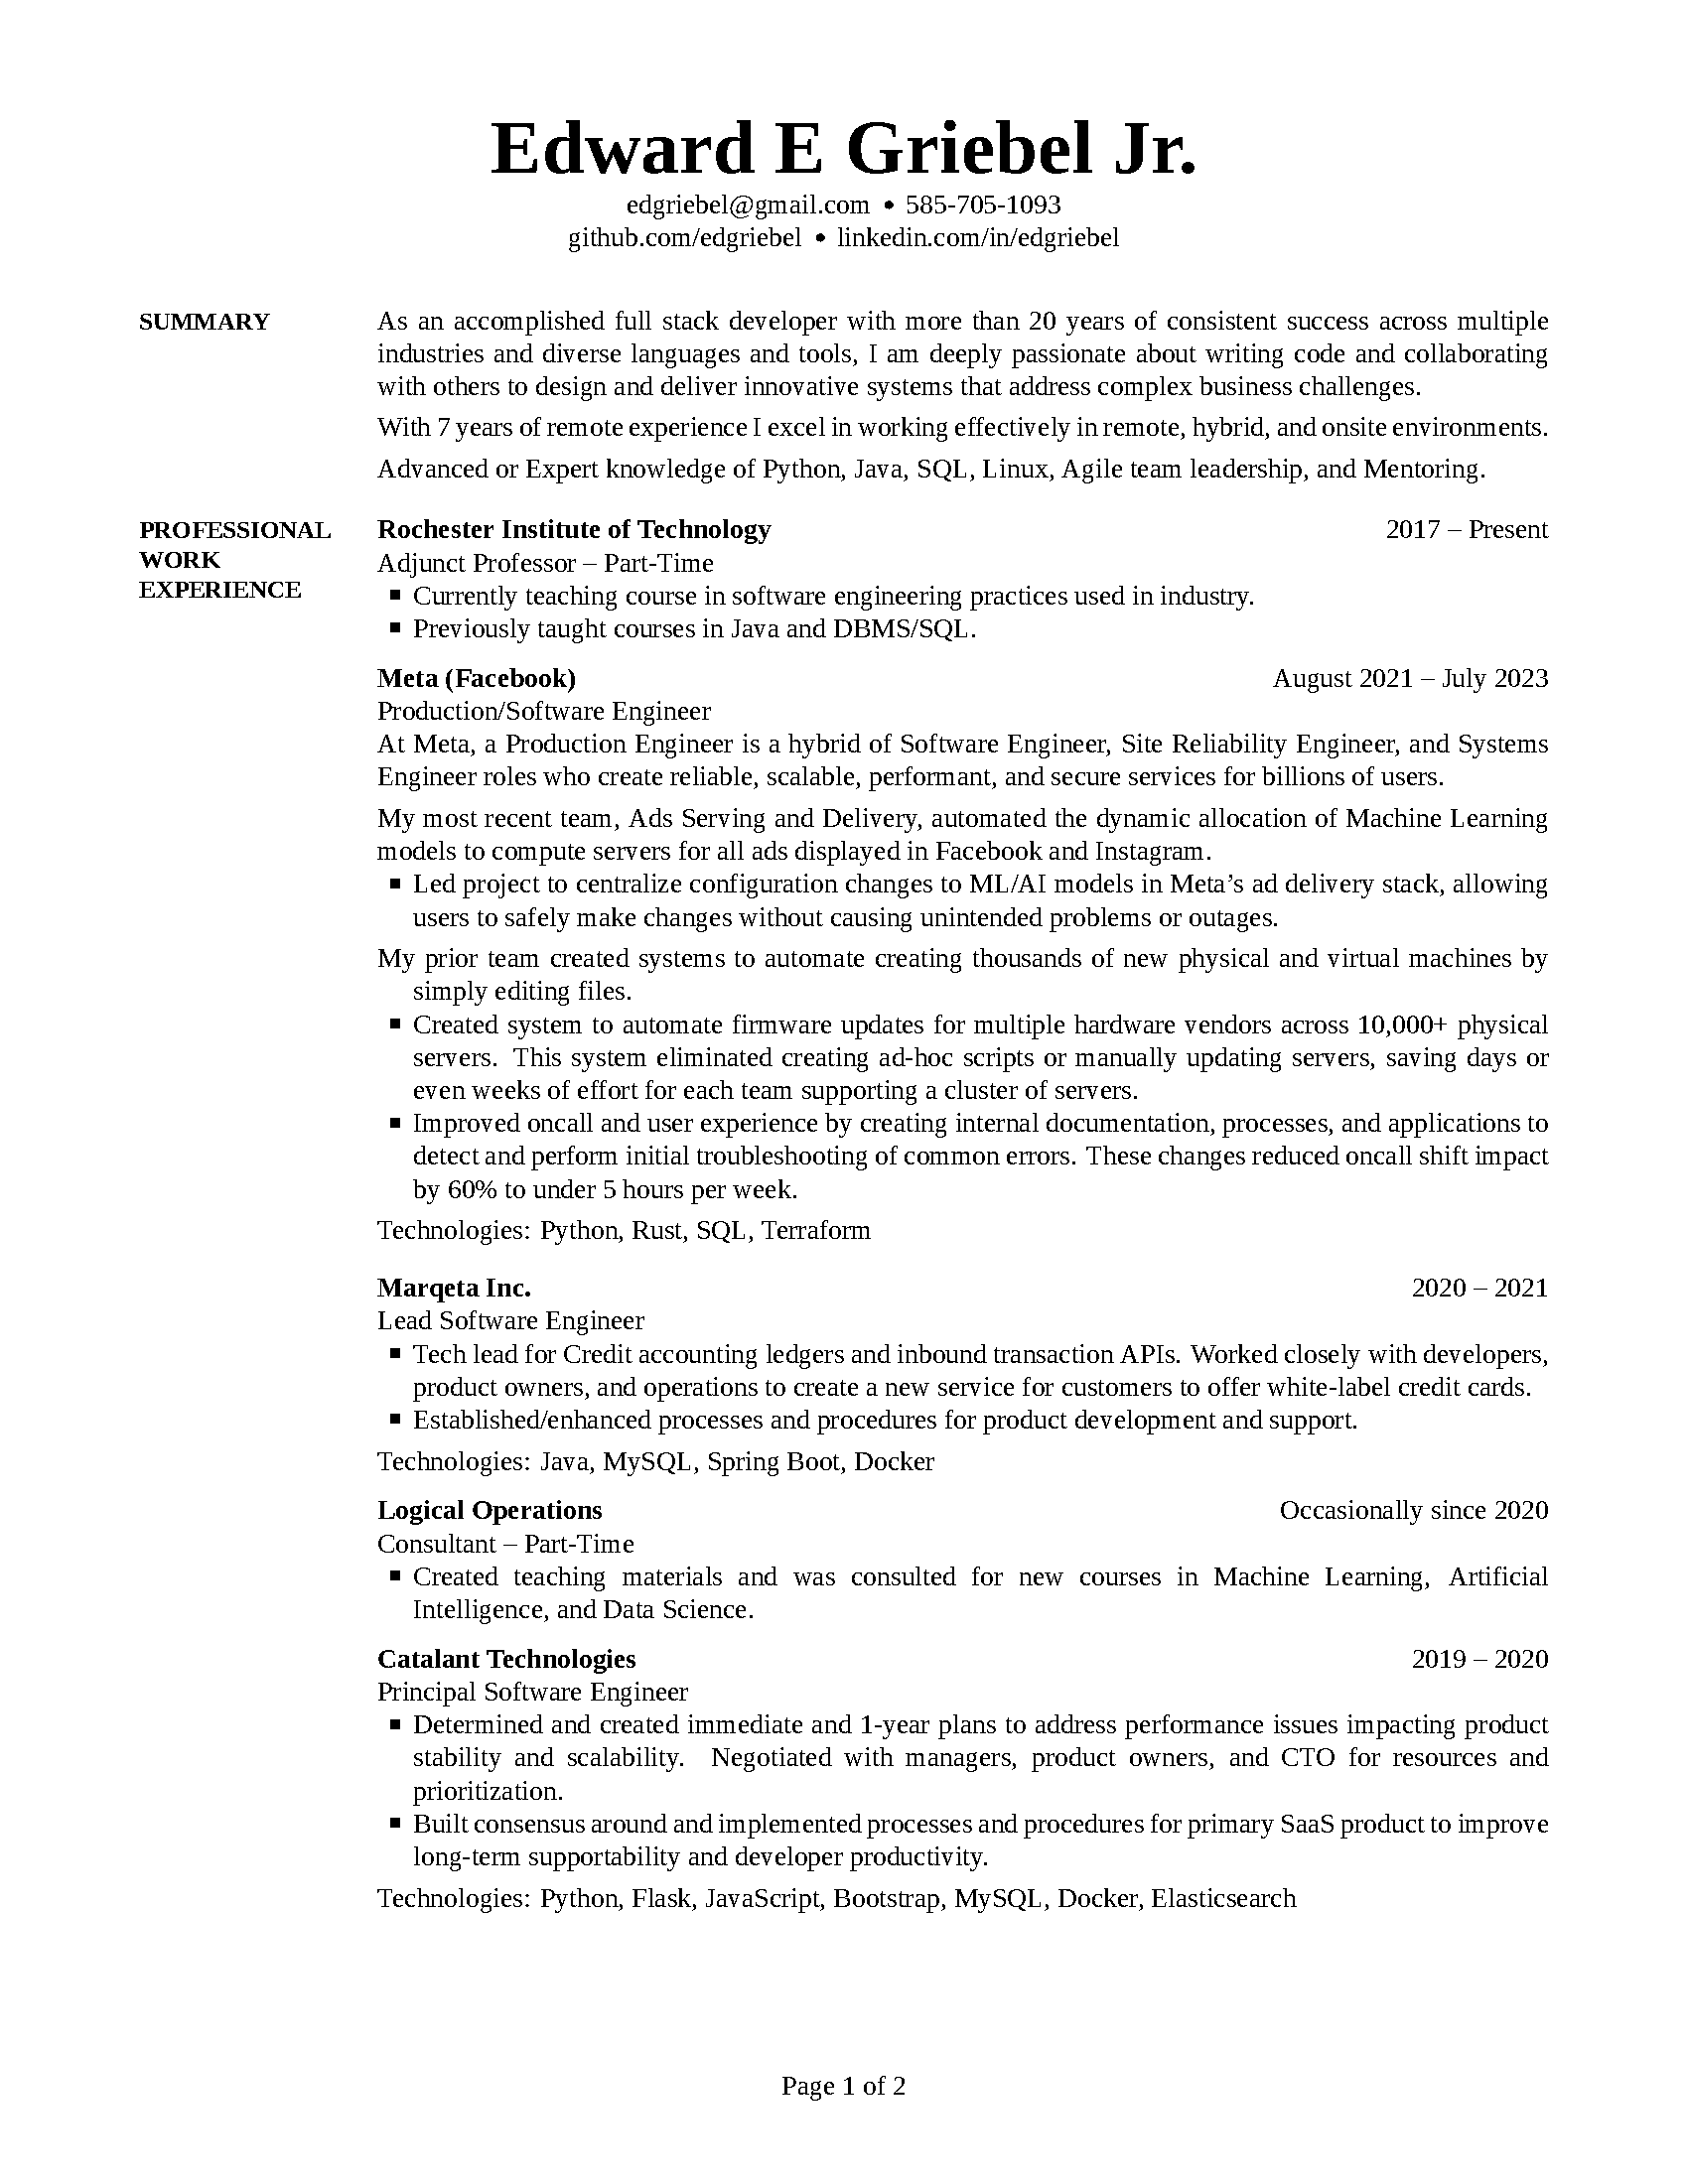 Edward E Griebel Jr.
edgriebel@gmail.com • 585-705-1093
github.com/edgriebel • linkedin.com/in/edgriebel
SUMMARY
As an accomplished full stack developer with more than 20 years of consistent success across multiple
industries and diverse languages and tools, I am deeply passionate about writing code and collaborating
with others to design and deliver innovative systems that address complex business challenges.
With 7 years of remote experience I excel in working effectively in remote, hybrid, and onsite environments.
Advanced or Expert knowledge of Python, Java, SQL, Linux, Agile team leadership, and Mentoring.
PROFESSIONAL
WORK
EXPERIENCE
Rochester Institute of Technology 2017 – Present
Adjunct Professor – Part-Time
▪ Currently teaching course in software engineering practices used in industry.
▪ Previously taught courses in Java and DBMS/SQL.
Meta (Facebook) August 2021 – July 2023
Production/Software Engineer
At Meta, a Production Engineer is a hybrid of Software Engineer, Site Reliability Engineer, and Systems
Engineer roles who create reliable, scalable, performant, and secure services for billions of users.
My most recent team, Ads Serving and Delivery, automated the dynamic allocation of Machine Learning
models to compute servers for all ads displayed in Facebook and Instagram.
▪ Led project to centralize configuration changes to ML/AI models in Meta’s ad delivery stack, allowing
users to safely make changes without causing unintended problems or outages.
My prior team created systems to automate creating thousands of new physical and virtual machines by
simply editing files.
▪ Created system to automate firmware updates for multiple hardware vendors across 10,000+ physical
servers. This system eliminated creating ad-hoc scripts or manually updating servers, saving days or
even weeks of effort for each team supporting a cluster of servers.
▪ Improved oncall and user experience by creating internal documentation, processes, and applications to
detect and perform initial troubleshooting of common errors. These changes reduced oncall shift impact
by 60% to under 5 hours per week.
Technologies: Python, Rust, SQL, Terraform
Marqeta Inc. 2020 – 2021
Lead Software Engineer
▪ Tech lead for Credit accounting ledgers and inbound transaction APIs. Worked closely with developers,
product owners, and operations to create a new service for customers to offer white-label credit cards.
▪ Established/enhanced processes and procedures for product development and support.
Technologies: Java, MySQL, Spring Boot, Docker
Logical Operations Occasionally since 2020
Consultant – Part-Time
▪ Created teaching materials and was consulted for new courses in Machine Learning, Artificial
Intelligence, and Data Science.
Catalant Technologies 2019 – 2020
Principal Software Engineer
▪ Determined and created immediate and 1-year plans to address performance issues impacting product
stability and scalability. Negotiated with managers, product owners, and CTO for resources and
prioritization.
▪ Built consensus around and implemented processes and procedures for primary SaaS product to improve
long-term supportability and developer productivity.
Technologies: Python, Flask, JavaScript, Bootstrap, MySQL, Docker, Elasticsearch
Page 1 of 2